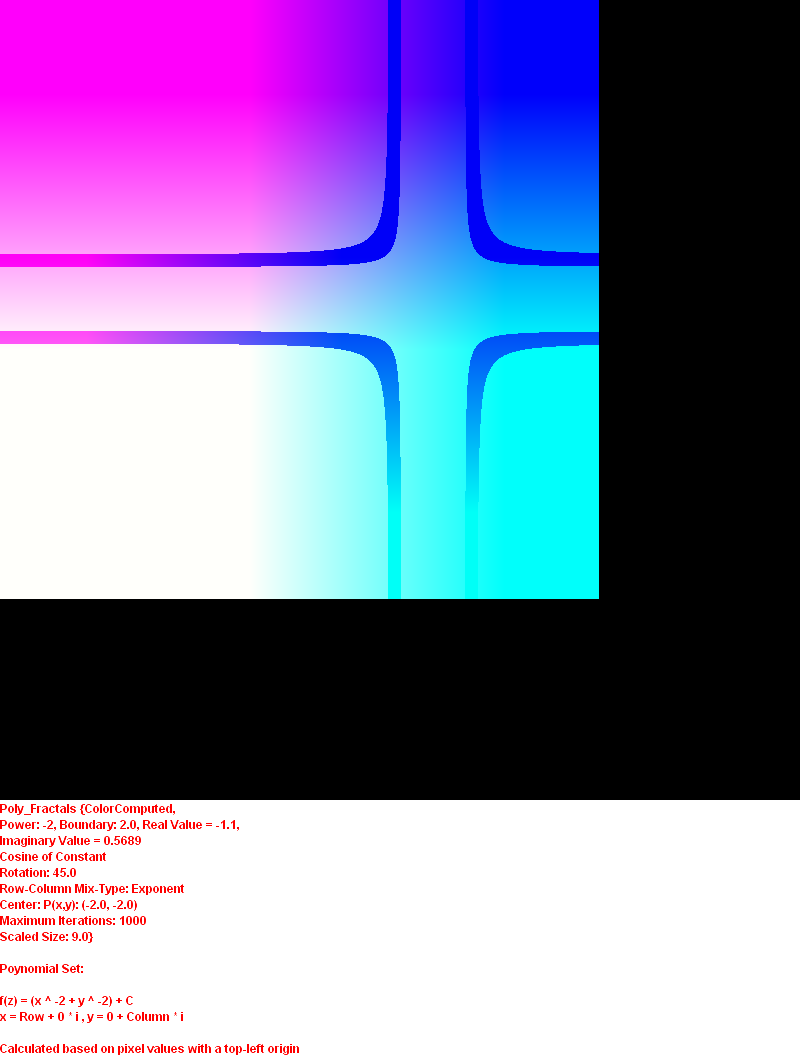 Poly_Fractals {ColorComputed,
Power: -2, Boundary: 2.0, Real Value = -1.1,
Imaginary Value = 0.5689
Cosine of Constant
Rotation: 45.0
Row-Column Mix-Type: Exponent
Center: P(x,y): (-2.0, -2.0)
Maximum Iterations: 1000
Scaled Size: 9.0}
Poynomial Set:
f(z) = (x ^ -2 + y ^ -2) + C
x = Row + 0 * i , y = 0 + Column * i
Calculated based on pixel values with a top-left origin